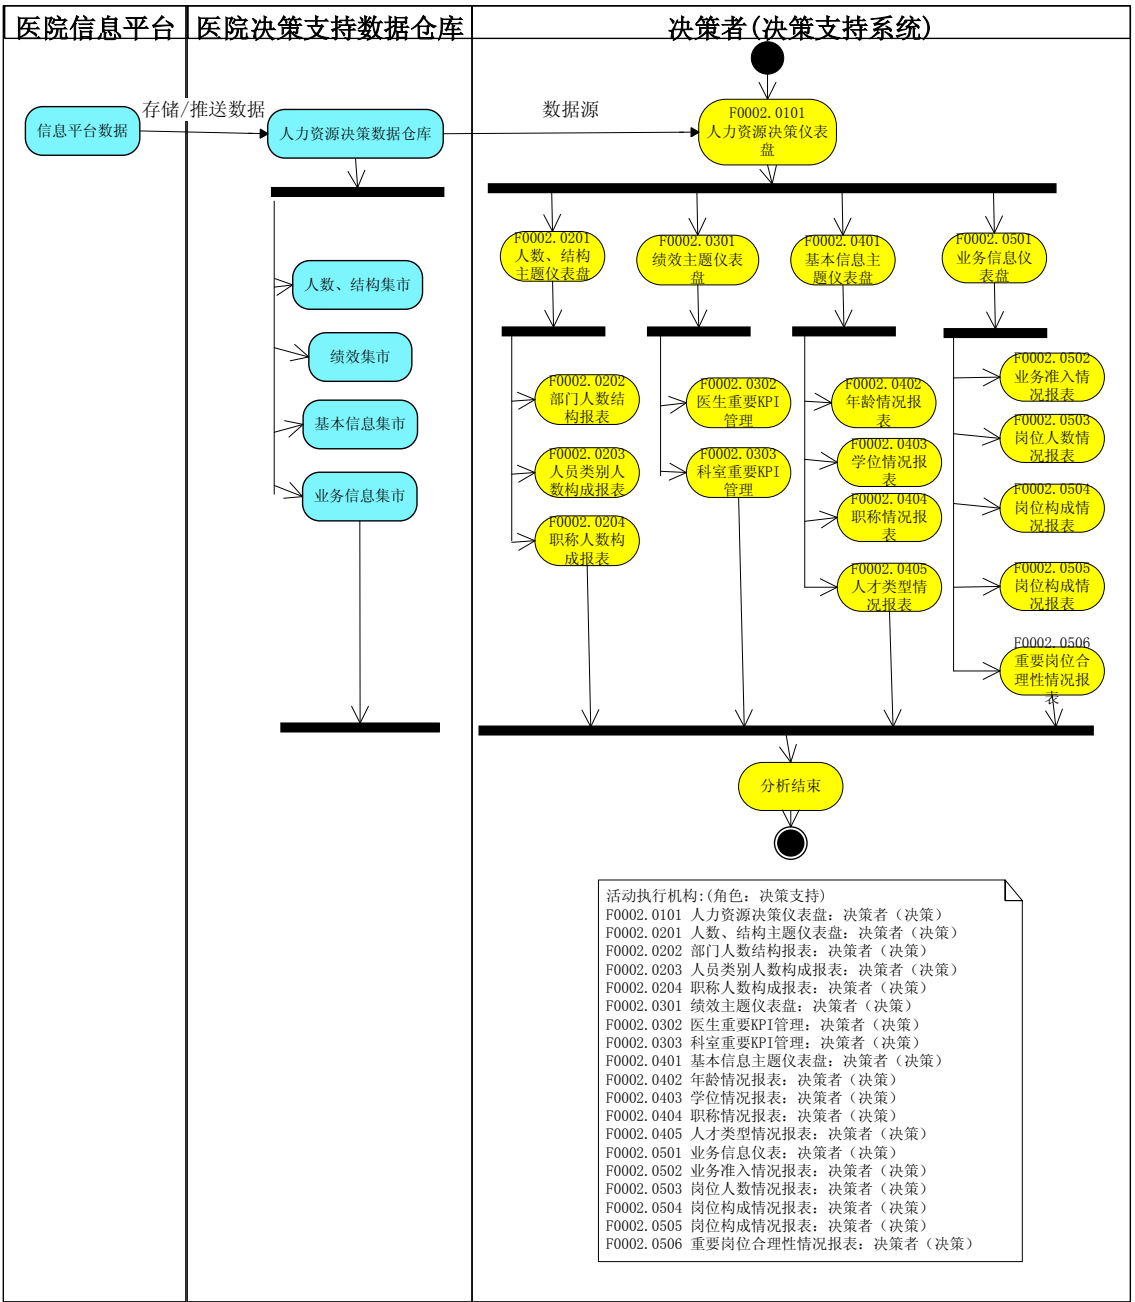 医院信息平台
医院决策支持数据仓库
决策者(决策支持系统)
信息平台数据
存储/推送数据
人力资源决策数据仓库
数据源
F0002.0101
人力资源决策仪表
盘
人数、结构集市
绩效集市
基本信息集市
业务信息集市
F0002.0201
人数、结构
主题仪表盘
F0002.0301
绩效主题仪表
盘
F0002.0401
基本信息主
题仪表盘
F0002.0501
业务信息仪
表盘
F0002.0202
部门人数结
构报表
F0002.0203
人员类别人
数构成报表
F0002.0204
职称人数构
成报表
F0002.0302
医生重要KPI
管理
F0002.0303
科室重要KPI
管理
F0002.0402
年龄情况报
表
F0002.0403
学位情况报
表
F0002.0404
职称情况报
表
F0002.0405
人才类型情
况报表
F0002.0502
业务准入情
况报表
F0002.0503
岗位人数情
况报表
F0002.0504
岗位构成情
况报表
F0002.0505
岗位构成情
况报表
F0002.0506
重要岗位合
理性情况报
表
分析结束
活动执行机构:(角色：决策支持)
F0002.0101 人力资源决策仪表盘：决策者（决策）
F0002.0201 人数、结构主题仪表盘：决策者（决策）
F0002.0202 部门人数结构报表：决策者（决策）
F0002.0203 人员类别人数构成报表：决策者（决策）
F0002.0204 职称人数构成报表：决策者（决策）
F0002.0301 绩效主题仪表盘：决策者（决策）
F0002.0302 医生重要KPI管理：决策者（决策）
F0002.0303 科室重要KPI管理：决策者（决策）
F0002.0401 基本信息主题仪表盘：决策者（决策）
F0002.0402 年龄情况报表：决策者（决策）
F0002.0403 学位情况报表：决策者（决策）
F0002.0404 职称情况报表：决策者（决策）
F0002.0405 人才类型情况报表：决策者（决策）
F0002.0501 业务信息仪表：决策者（决策）
F0002.0502 业务准入情况报表：决策者（决策）
F0002.0503 岗位人数情况报表：决策者（决策）
F0002.0504 岗位构成情况报表：决策者（决策）
F0002.0505 岗位构成情况报表：决策者（决策）
F0002.0506 重要岗位合理性情况报表：决策者（决策）